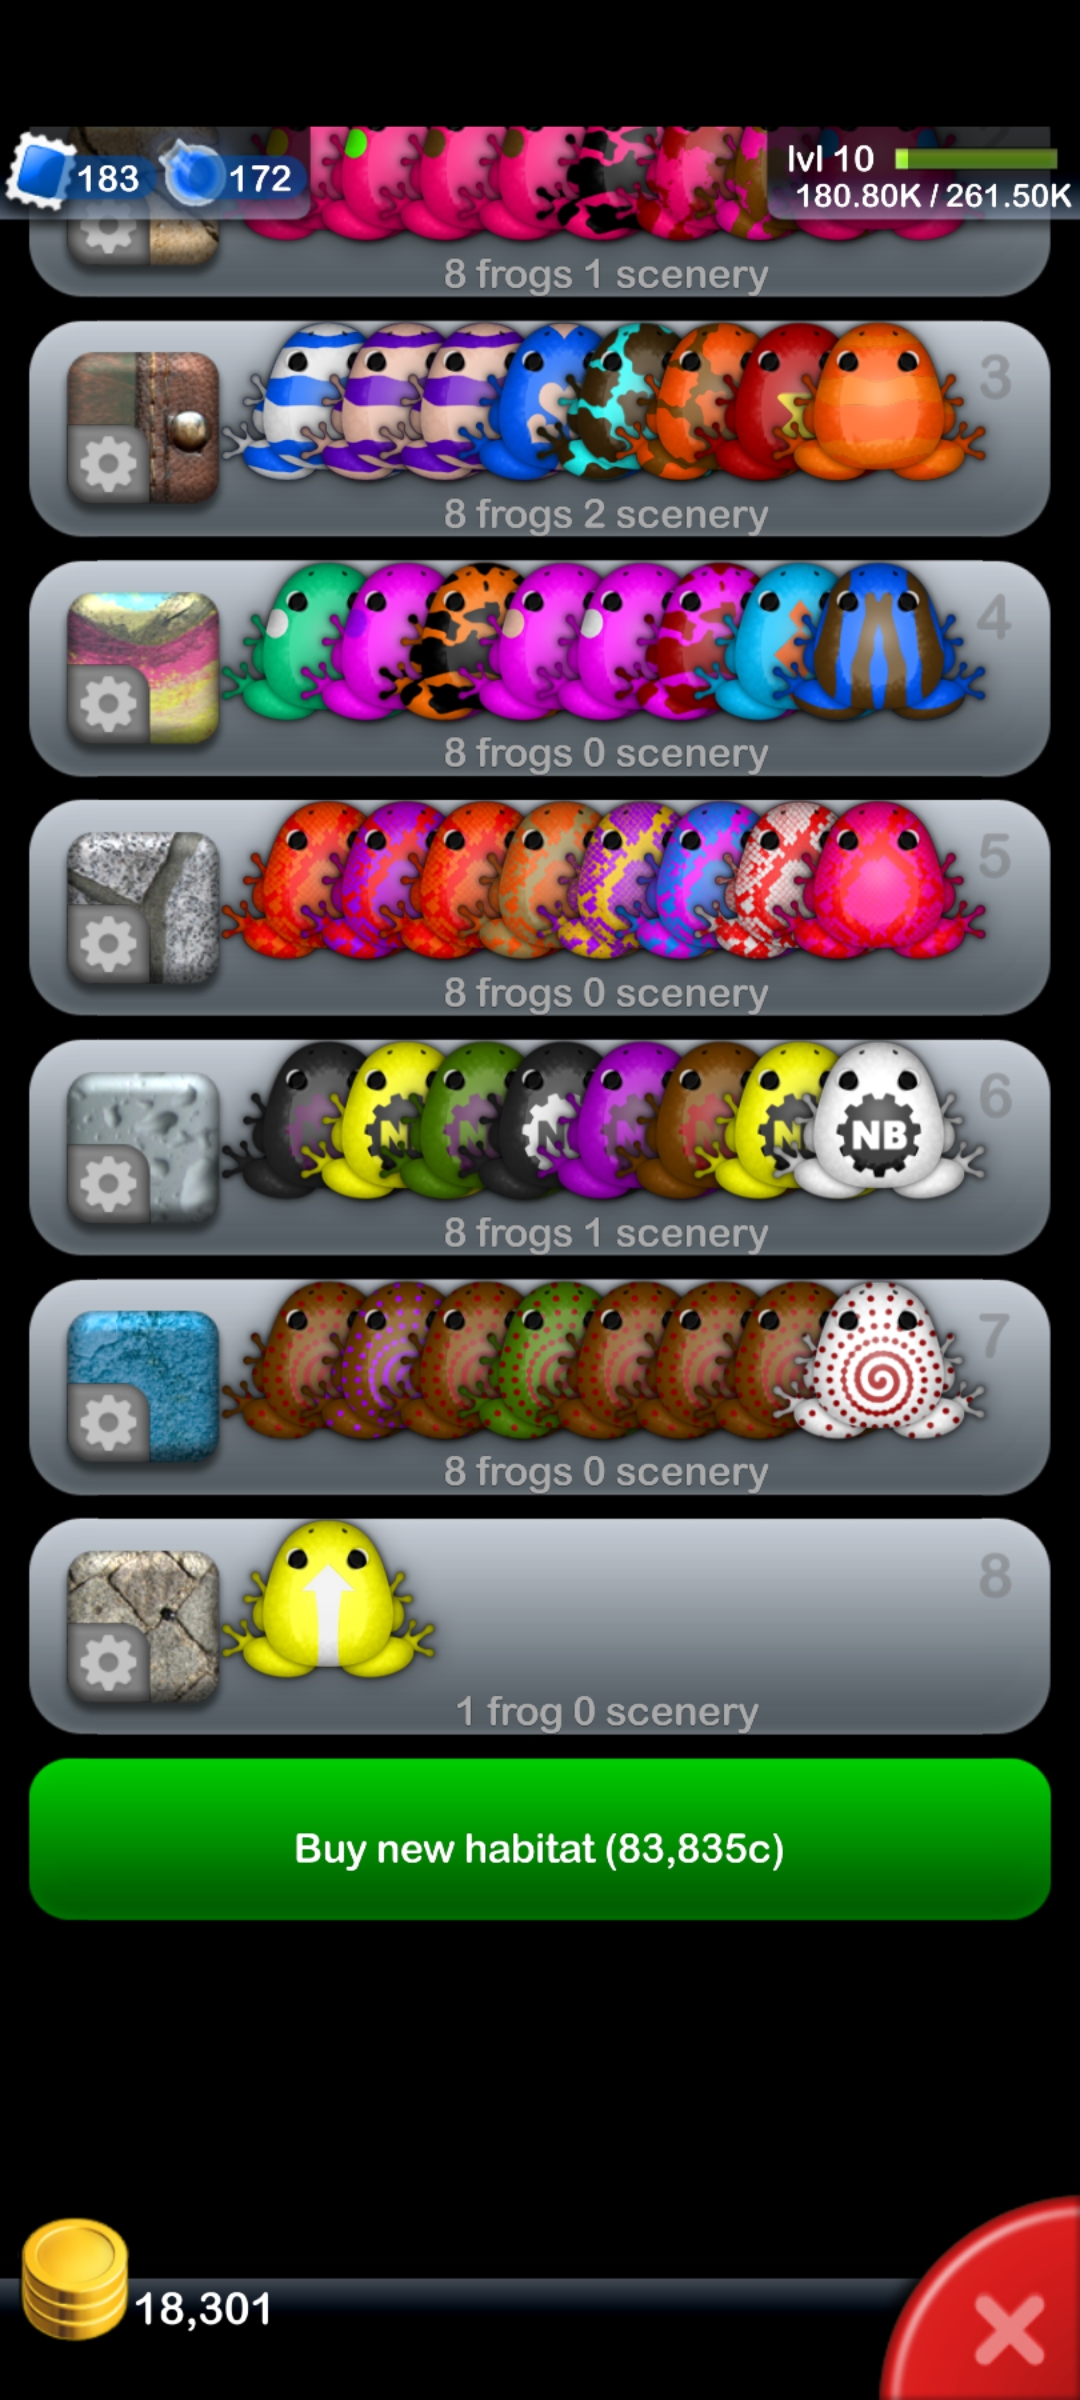 183 172 lvl 10
180.80K / 261.50K
8 frogs 1 scenery
3
8 frogs 2 scenery
4
8 frogs 0 scenery
5
8 frogs 0 scenery
6
N N N N N NB
8 frogs 1 scenery
7
8 frogs 0 scenery
8
1 frog 0 scenery
Buy new habitat (83,835c)
18,301